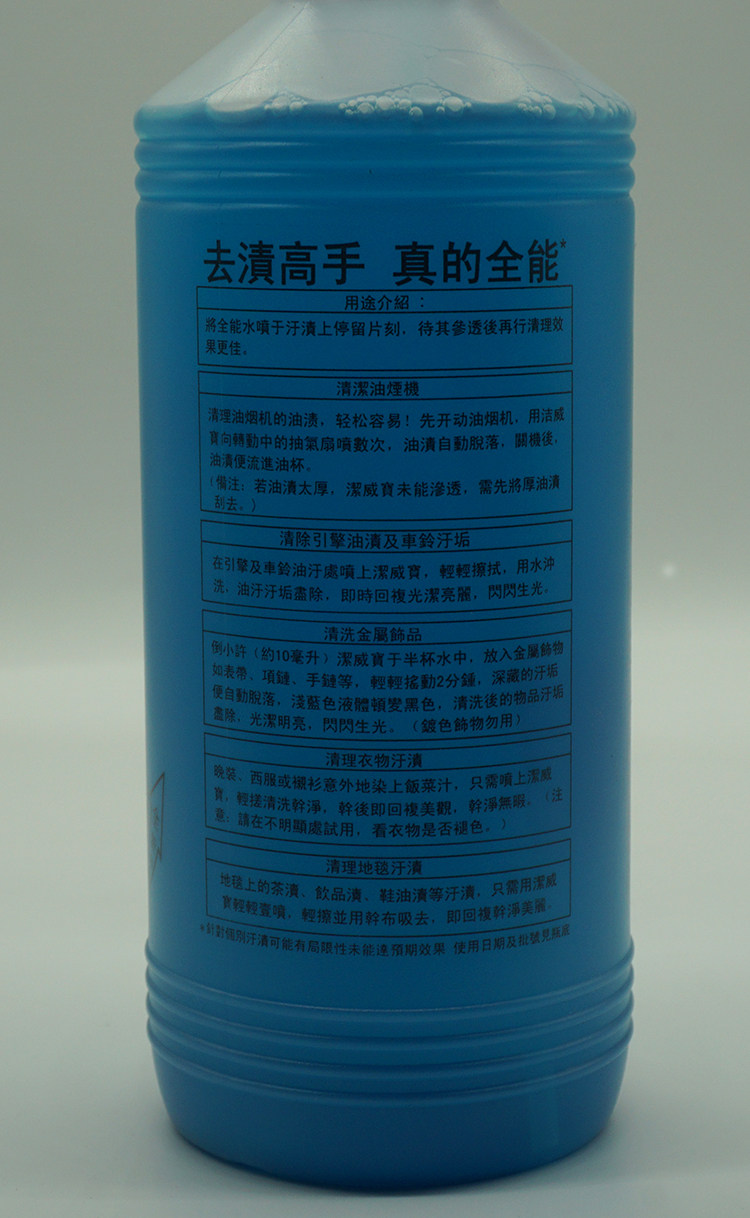 去漬高手 真的全能*
用途介紹：
將全能水噴于汙漬上停留片刻，待其參透後再行清理效
果更佳。
清潔油煙機
清理油烟机的油渍，轻松容易！先开动油烟机，用洁威
寶向轉動中的抽氣扇噴數次，油漬自動脫落，關機後，
油漬便流進油杯。
（備注：若油漬太厚，潔威寶未能滲透，需先將厚油漬
刮去。）
清除引擎油漬及車鈴汙垢
在引擎及車鈴油汙處噴上潔威寶，輕輕擦拭，用水沖
洗，油汙汙垢盡除，即時回複光潔亮麗，閃閃生光。
清洗金屬飾品
倒小許（約10毫升）潔威寶于半杯水中，放入金屬飾物
如表帶、項鏈、手鏈等，輕輕搖動2分鍾，深藏的汙垢
便自動脫落，淺藍色液體頓變黑色，清洗後的物品汙垢
盡除，光潔明亮，閃閃生光。（鍍色飾物勿用）
清理衣物汙漬
晚裝、西服或襯衫意外地染上飯菜汁，只需噴上潔威
寶，輕搓清洗幹淨，幹後即回複美觀，幹淨無暇。（注
意：請在不明顯處試用，看衣物是否褪色。）
清理地毯汙漬
地毯上的茶漬、飲品漬、鞋油漬等汙漬，只需用潔威
寶輕輕壹噴，輕擦並用幹布吸去，即回複幹淨美麗。
*針對個別汙漬可能有局限性未能達預期效果 使用日期及批號見瓶底